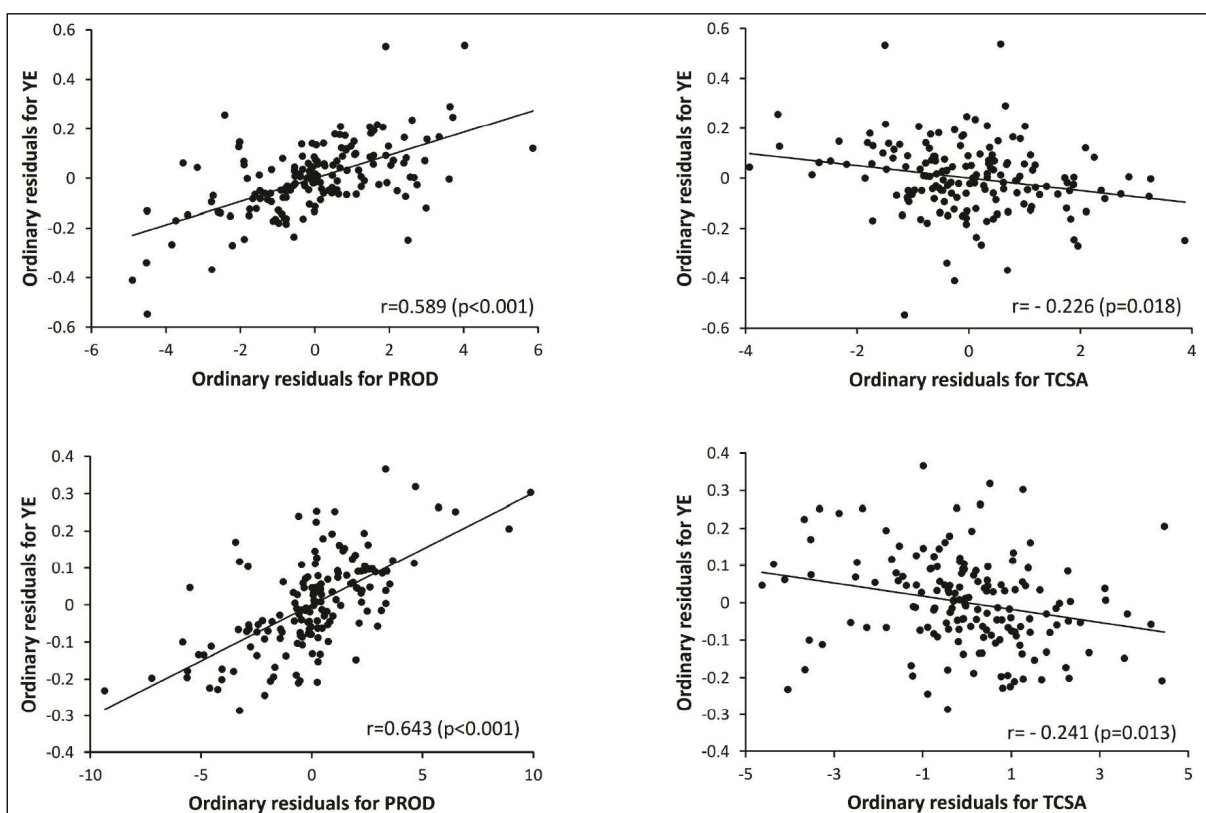 0.6
0.4
0.2
0
-0.2
-0.4
-0.6
Ordinary residuals for YE
r=0.589 (p<0.001)
-6 -4 -2 0 2 4 6
Ordinary residuals for PROD
0.6
0.4
0.2
0
-0.2
-0.4
-0.6
Ordinary residuals for YE
r= - 0.226 (p=0.018)
-4 -2 0 2 4
Ordinary residuals for TCSA
0.4
0.3
0.2
0.1
0
-0.1
-0.2
-0.3
-0.4
Ordinary residuals for YE
r=0.643 (p<0.001)
-10 -5 0 5 10
Ordinary residuals for PROD
0.4
0.3
0.2
0.1
0
-0.1
-0.2
-0.3
-0.4
Ordinary residuals for YE
r= - 0.241 (p=0.013)
-5 -3 -1 1 3 5
Ordinary residuals for TCSA